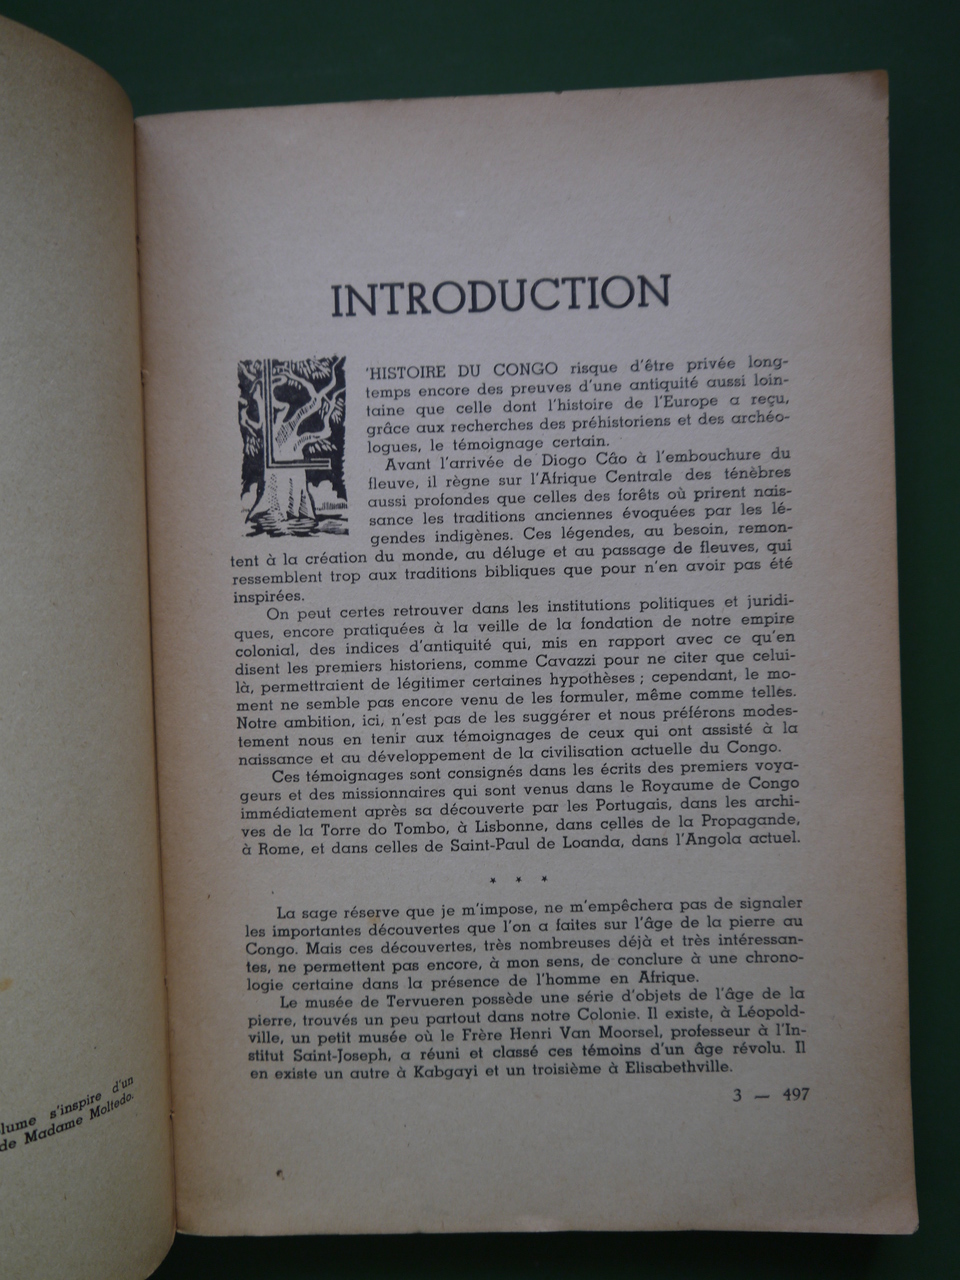 lume s'inspire d'un
de Madame Moltedo.
INTRODUCTION
L'HISTOIRE DU CONGO risque d'être privée long-
temps encore des preuves d'une antiquité aussi loin-
taine que celle dont l'histoire de l'Europe a reçu,
grâce aux recherches des préhistoriens et des archéo-
logues, le témoignage certain.
Avant l'arrivée de Diogo Câo à l'embouchure du
fleuve, il règne sur l'Afrique Centrale des ténèbres
aussi profondes que celles des forêts où prirent nais-
sance les traditions anciennes évoquées par les lé-
gendes indigènes. Ces légendes, au besoin, remon-
tent à la création du monde, au déluge et au passage de fleuves, qui
ressemblent trop aux traditions bibliques que pour n'en avoir pas été
inspirées.
On peut certes retrouver dans les institutions politiques et juridi-
ques, encore pratiquées à la veille de la fondation de notre empire
colonial, des indices d'antiquité qui, mis en rapport avec ce qu'en
disent les premiers historiens, comme Cavazzi pour ne citer que celui-
là, permettraient de légitimer certaines hypothèses ; cependant, le mo-
ment ne semble pas encore venu de les formuler, même comme telles.
Notre ambition, ici, n'est pas de les suggérer et nous préférons modes-
tement nous en tenir aux témoignages de ceux qui ont assisté à la
naissance et au développement de la civilisation actuelle du Congo.
Ces témoignages sont consignés dans les écrits des premiers voya-
geurs et des missionnaires qui sont venus dans le Royaume de Congo
immédiatement après sa découverte par les Portugais, dans les archi-
ves de la Torre do Tombo, à Lisbonne, dans celles de la Propagande,
à Rome, et dans celles de Saint-Paul de Loanda, dans l'Angola actuel.
* * *
La sage réserve que je m'impose, ne m'empêchera pas de signaler
les importantes découvertes que l'on a faites sur l'âge de la pierre au
Congo. Mais ces découvertes, très nombreuses déjà et très intéressan-
tes, ne permettent pas encore, à mon sens, de conclure à une chrono-
logie certaine dans la présence de l'homme en Afrique.
Le musée de Tervueren possède une série d'objets de l'âge de la
pierre, trouvés un peu partout dans notre Colonie. Il existe, à Léopold-
ville, un petit musée où le Frère Henri Van Moorsel, professeur à l'In-
stitut Saint-Joseph, a réuni et classé ces témoins d'un âge révolu. Il
en existe un autre à Kabgayi et un troisième à Elisabethville.
3 — 497